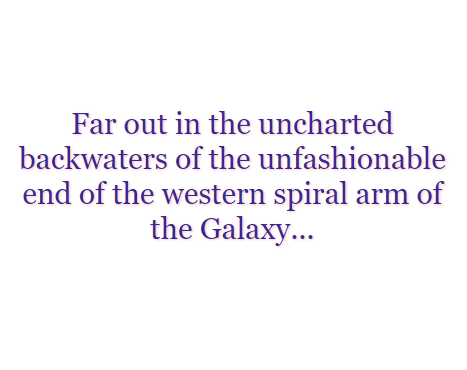 Far out in the uncharted
backwaters of the unfashionable
end of the western spiral arm of
the Galaxy...